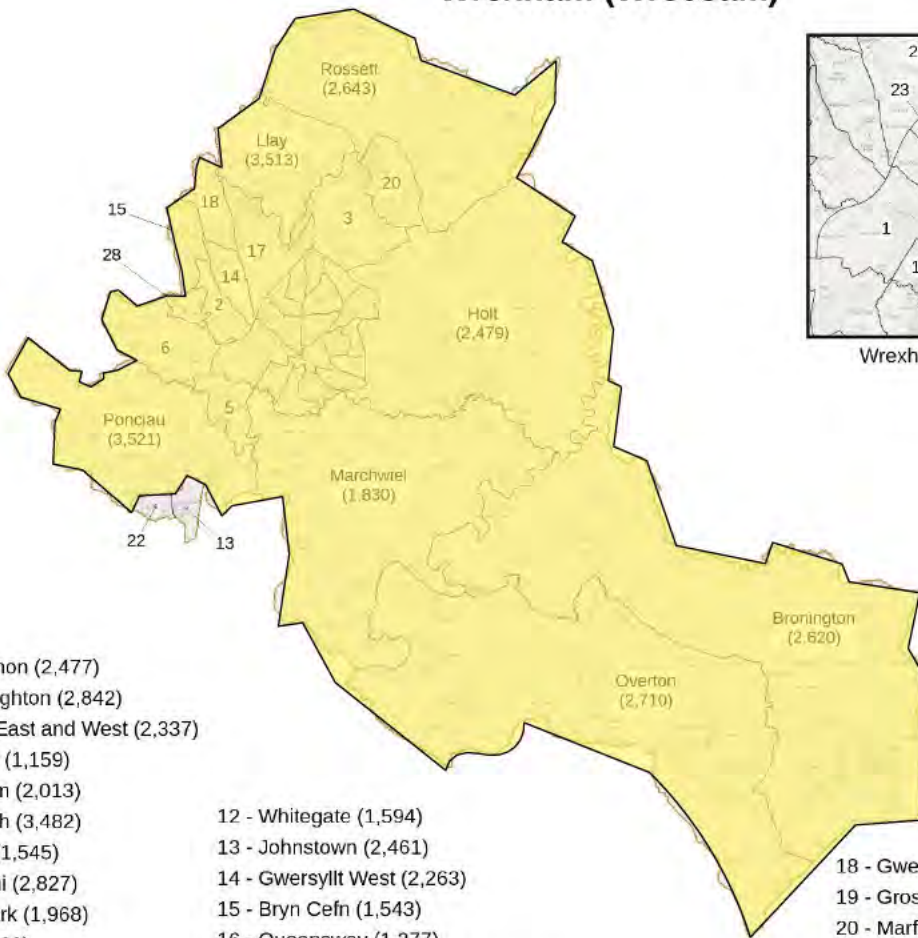 Rossett
(2,643)
Llay
(3,513)
20
18
15
3
17
28
14
2
Holt
(2,479)
6
5
Ponciau
(3,521)
Marchwiel
(1,830)
22
13
Bronington
(2,620)
Overton
(2,710)
2
23
1
1
Wrexh
non (2,477)
ghton (2,842)
East and West (2,337)
(1,159)
n (2,013)
h (3,482)
1,545)
i (2,827)
rk (1,968)
12 - Whitegate (1,594)
13 - Johnstown (2,461)
14 - Gwersyllt West (2,263)
15 - Bryn Cefn (1,543)
18 - Gwe
19 - Gros
20 - Marf